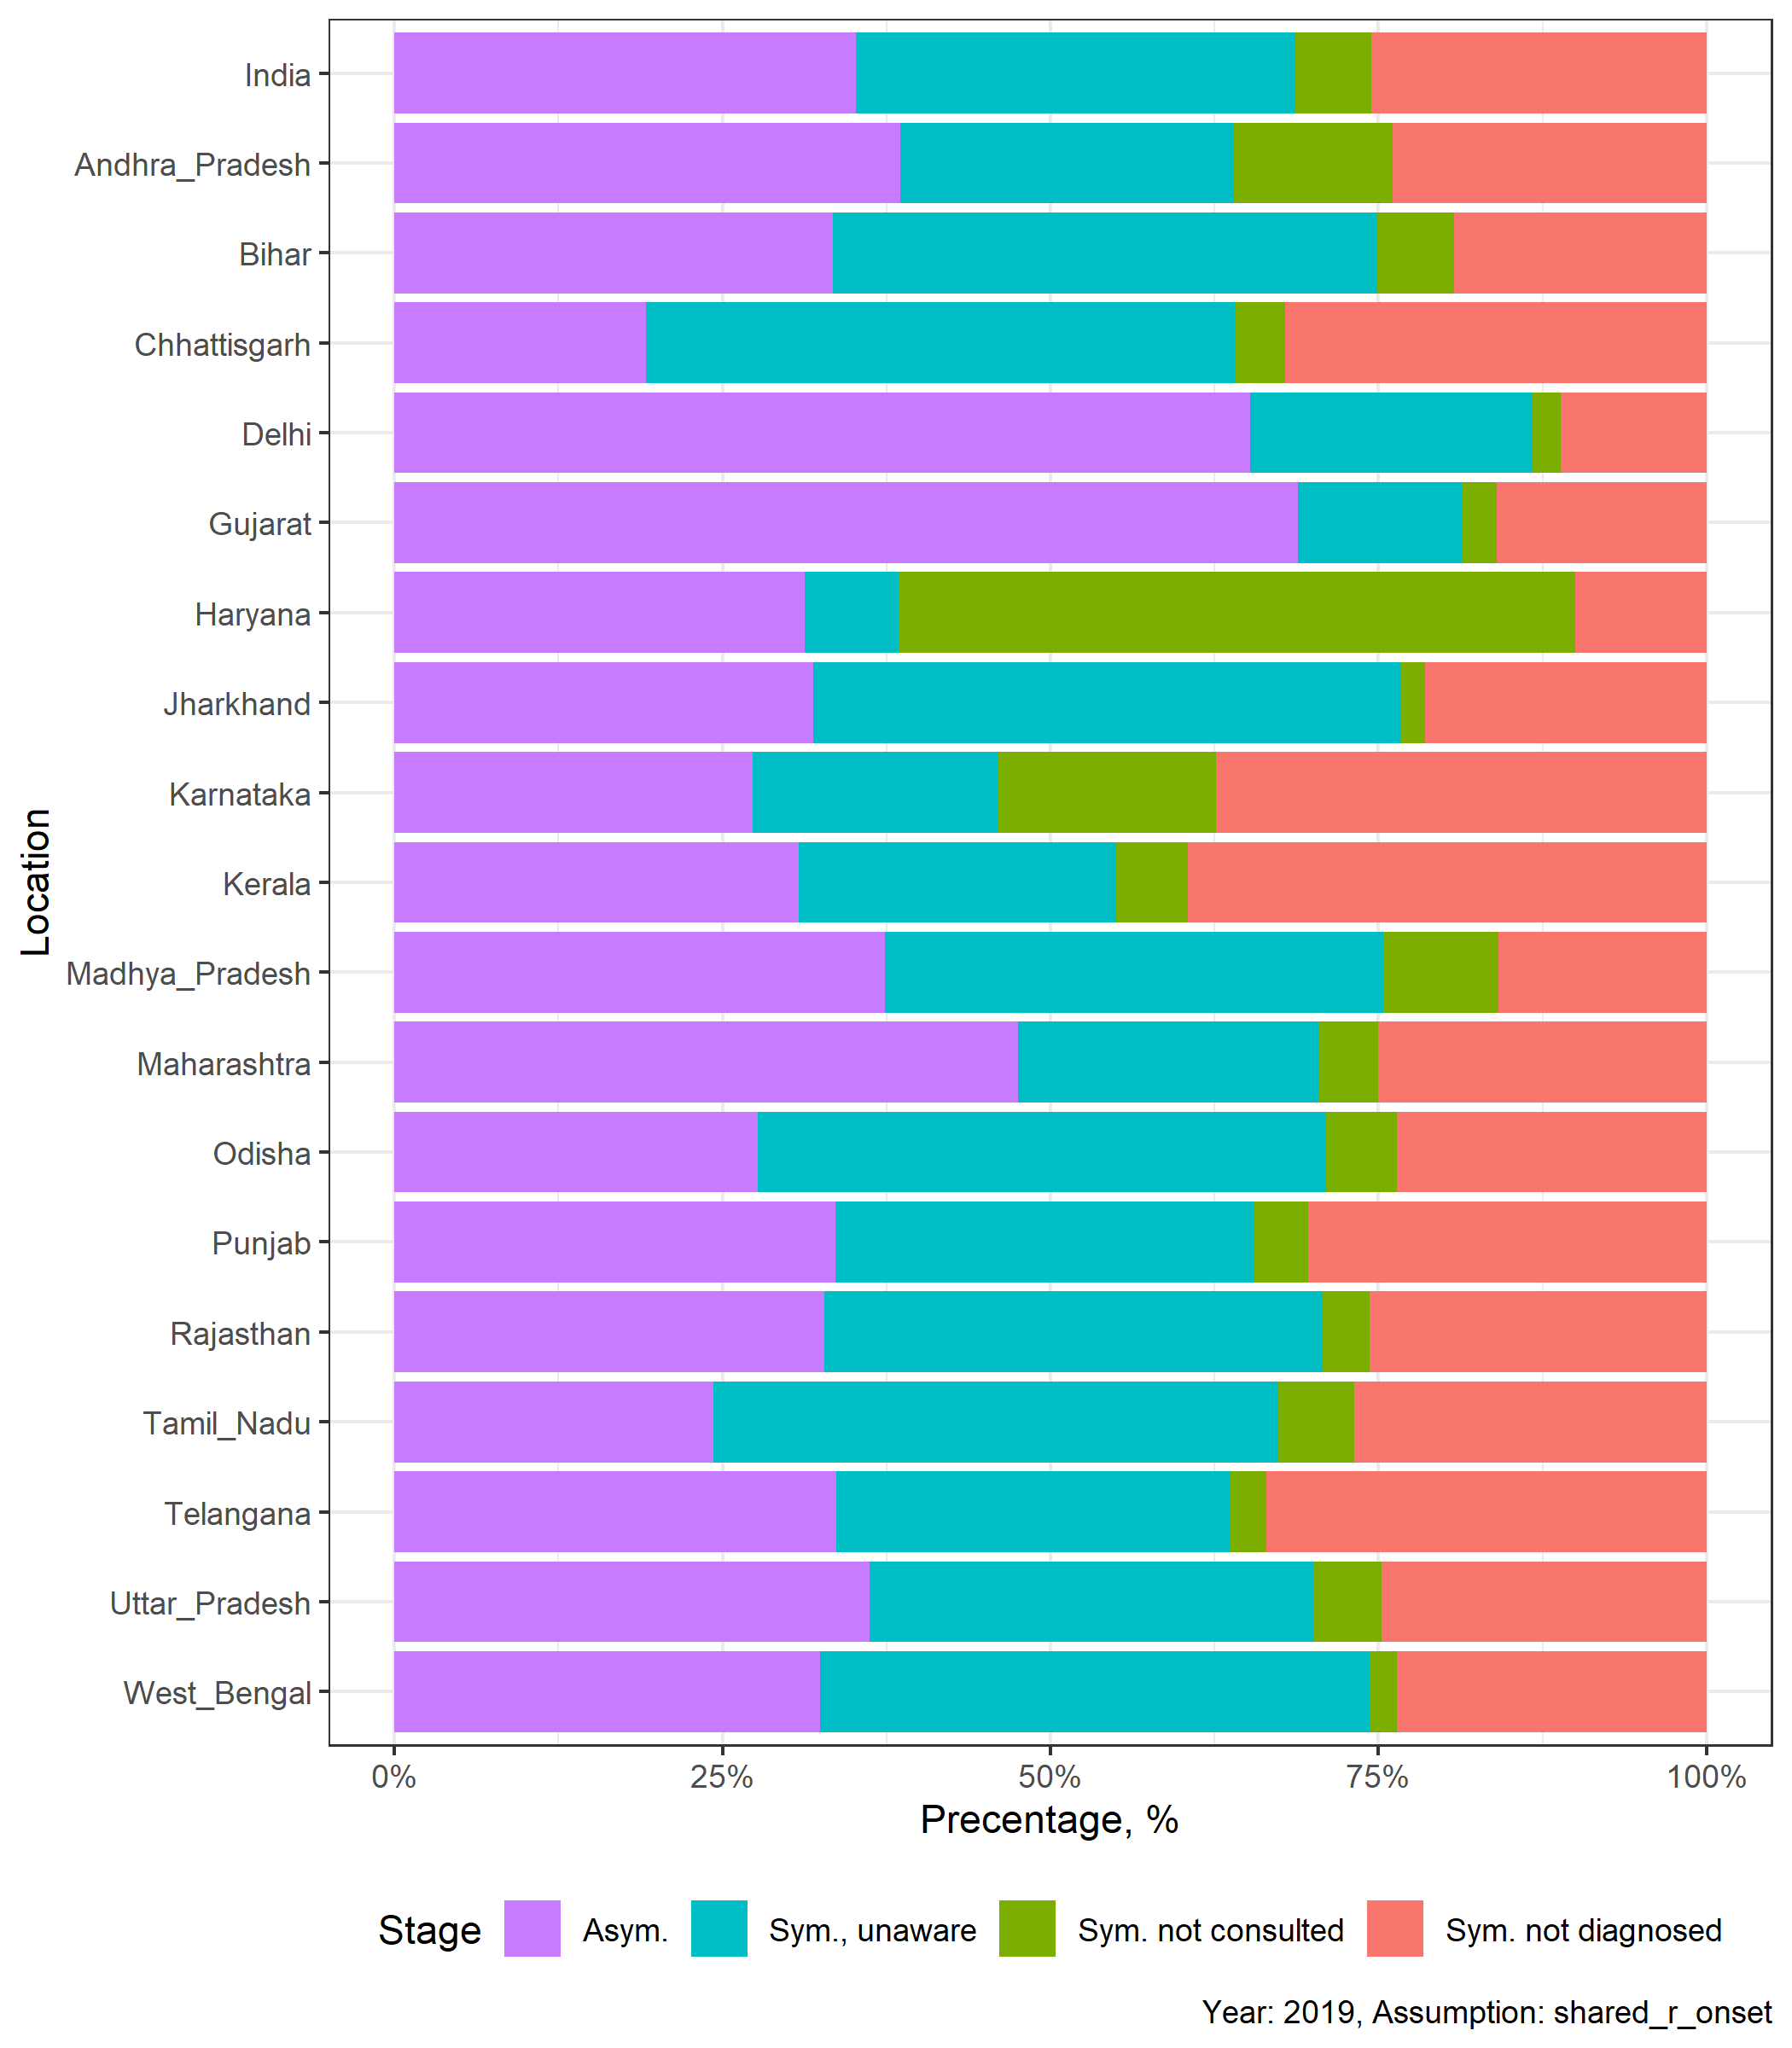 India
Andhra_Pradesh
Bihar
Chhattisgarh
Delhi
Gujarat
Haryana
Jharkhand
Karnataka
Kerala
Madhya_Pradesh
Maharashtra
Odisha
Punjab
Rajasthan
Tamil_Nadu
Telangana
Uttar_Pradesh
West_Bengal
Location
0% 25% 50% 75% 100%
Precentage, %
Stage Asym. Sym., unaware Sym. not consulted Sym. not diagnosed
Year: 2019, Assumption: shared_r_onset